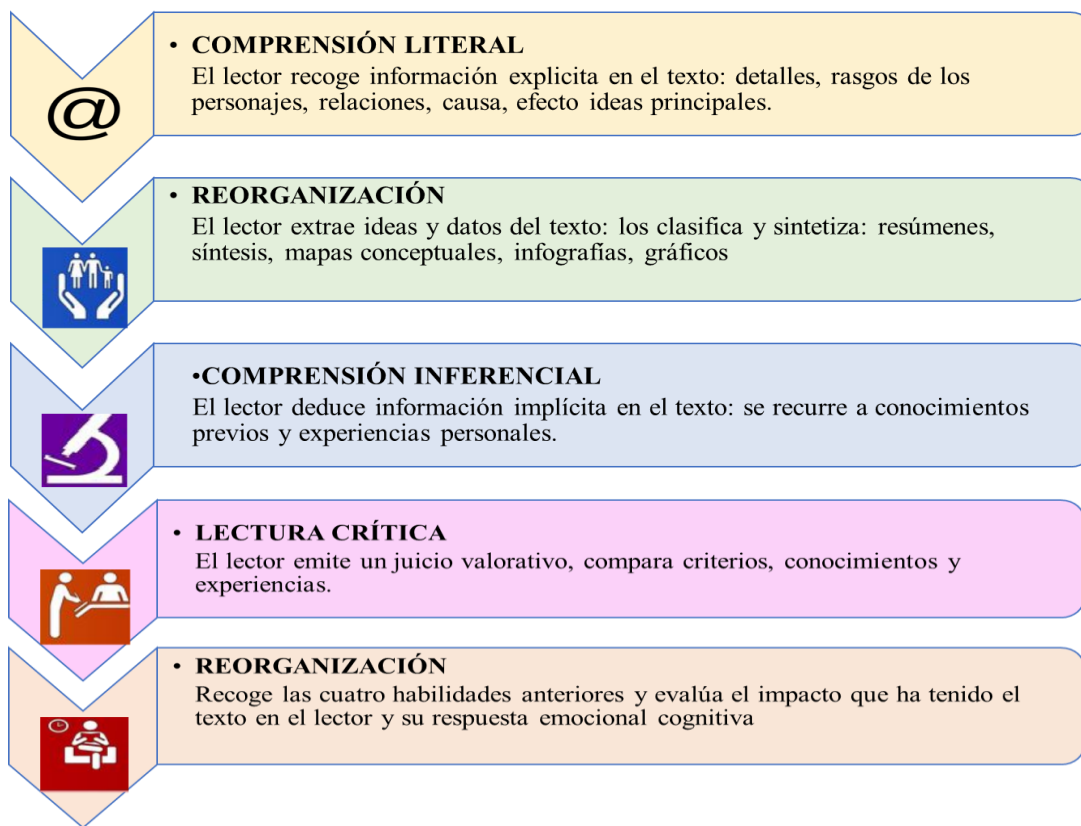 @
• COMPRENSIÓN LITERAL
El lector recoge información explicita en el texto: detalles, rasgos de los
personajes, relaciones, causa, efecto ideas principales.
• REORGANIZACIÓN
El lector extrae ideas y datos del texto: los clasifica y sintetiza: resúmenes,
síntesis, mapas conceptuales, infografías, gráficos
•COMPRENSIÓN INFERENCIAL
El lector deduce información implícita en el texto: se recurre a conocimientos
previos y experiencias personales.
• LECTURA CRÍTICA
El lector emite un juicio valorativo, compara criterios, conocimientos y
experiencias.
• REORGANIZACIÓN
Recoge las cuatro habilidades anteriores y evalúa el impacto que ha tenido el
texto en el lector y su respuesta emocional cognitiva